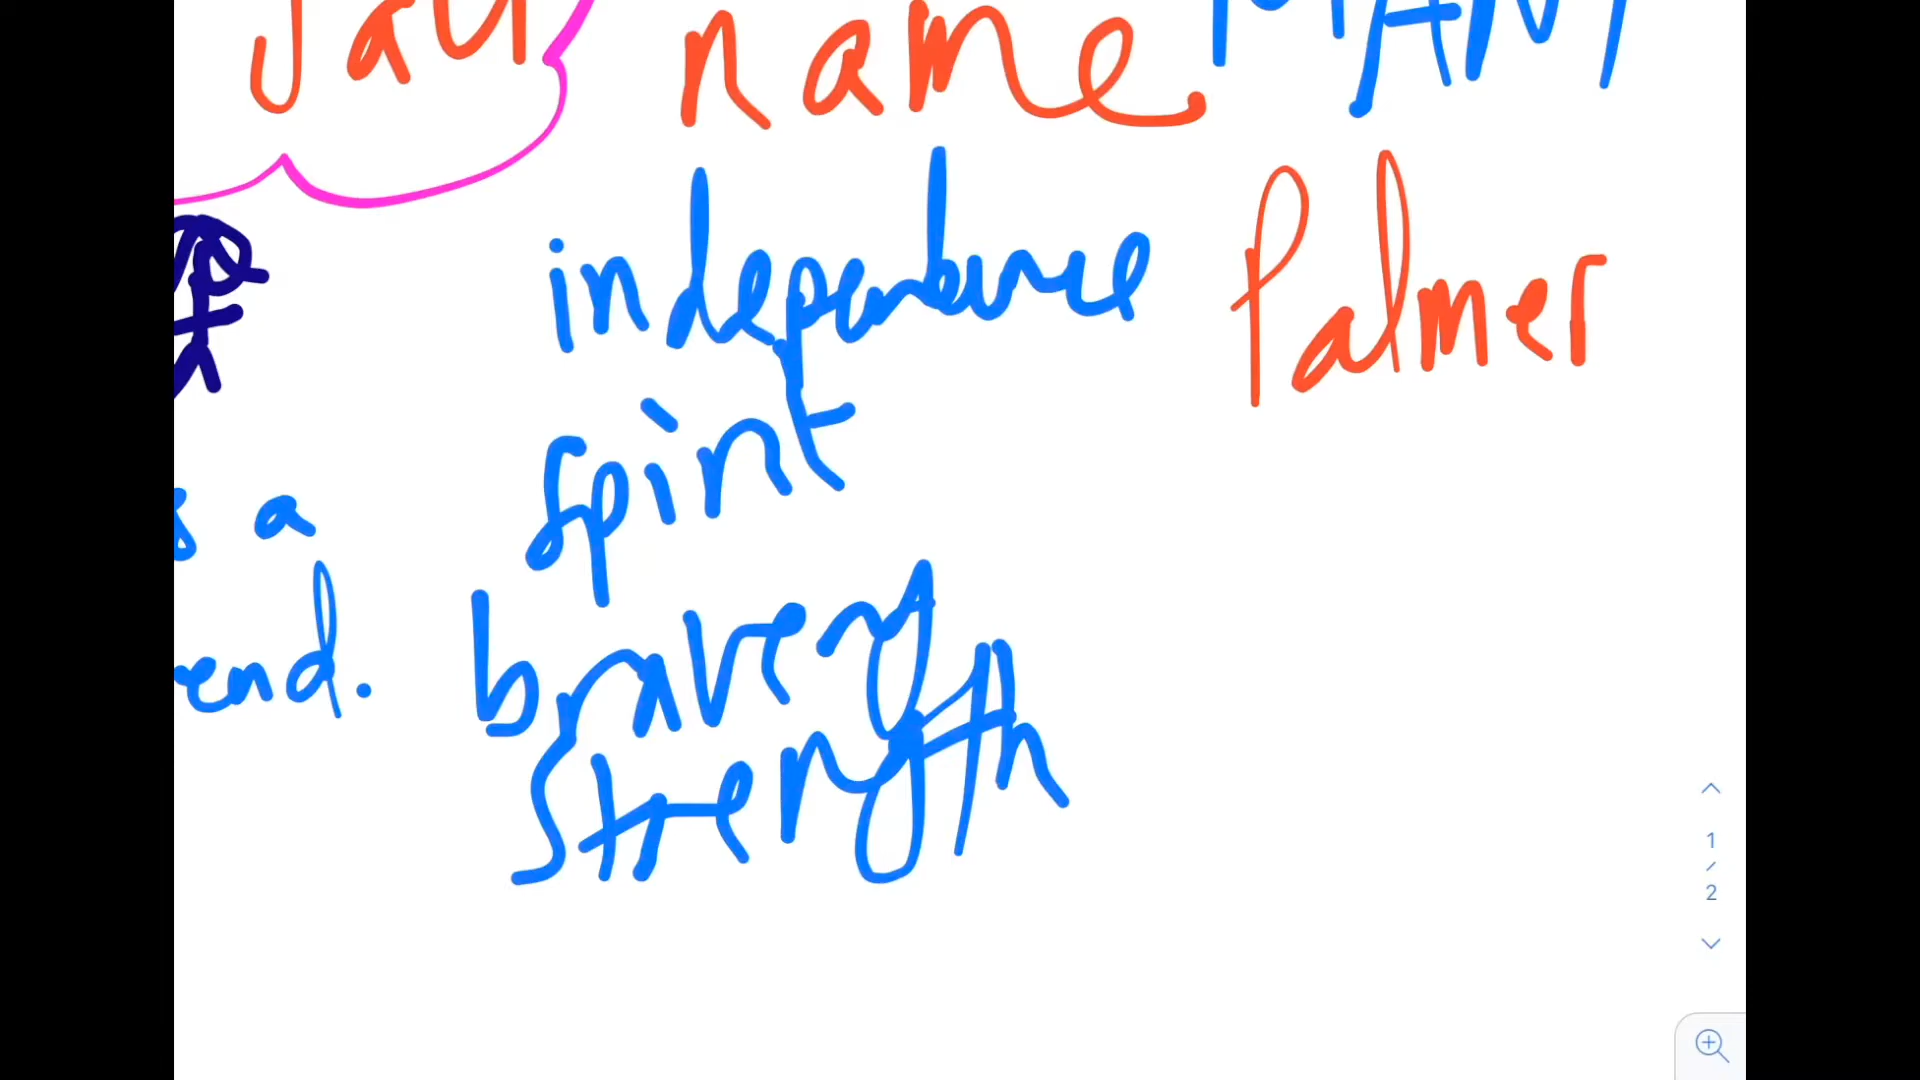 name
independence
Palmer
spirit
s a
bravery
end.
strength
1
/
2